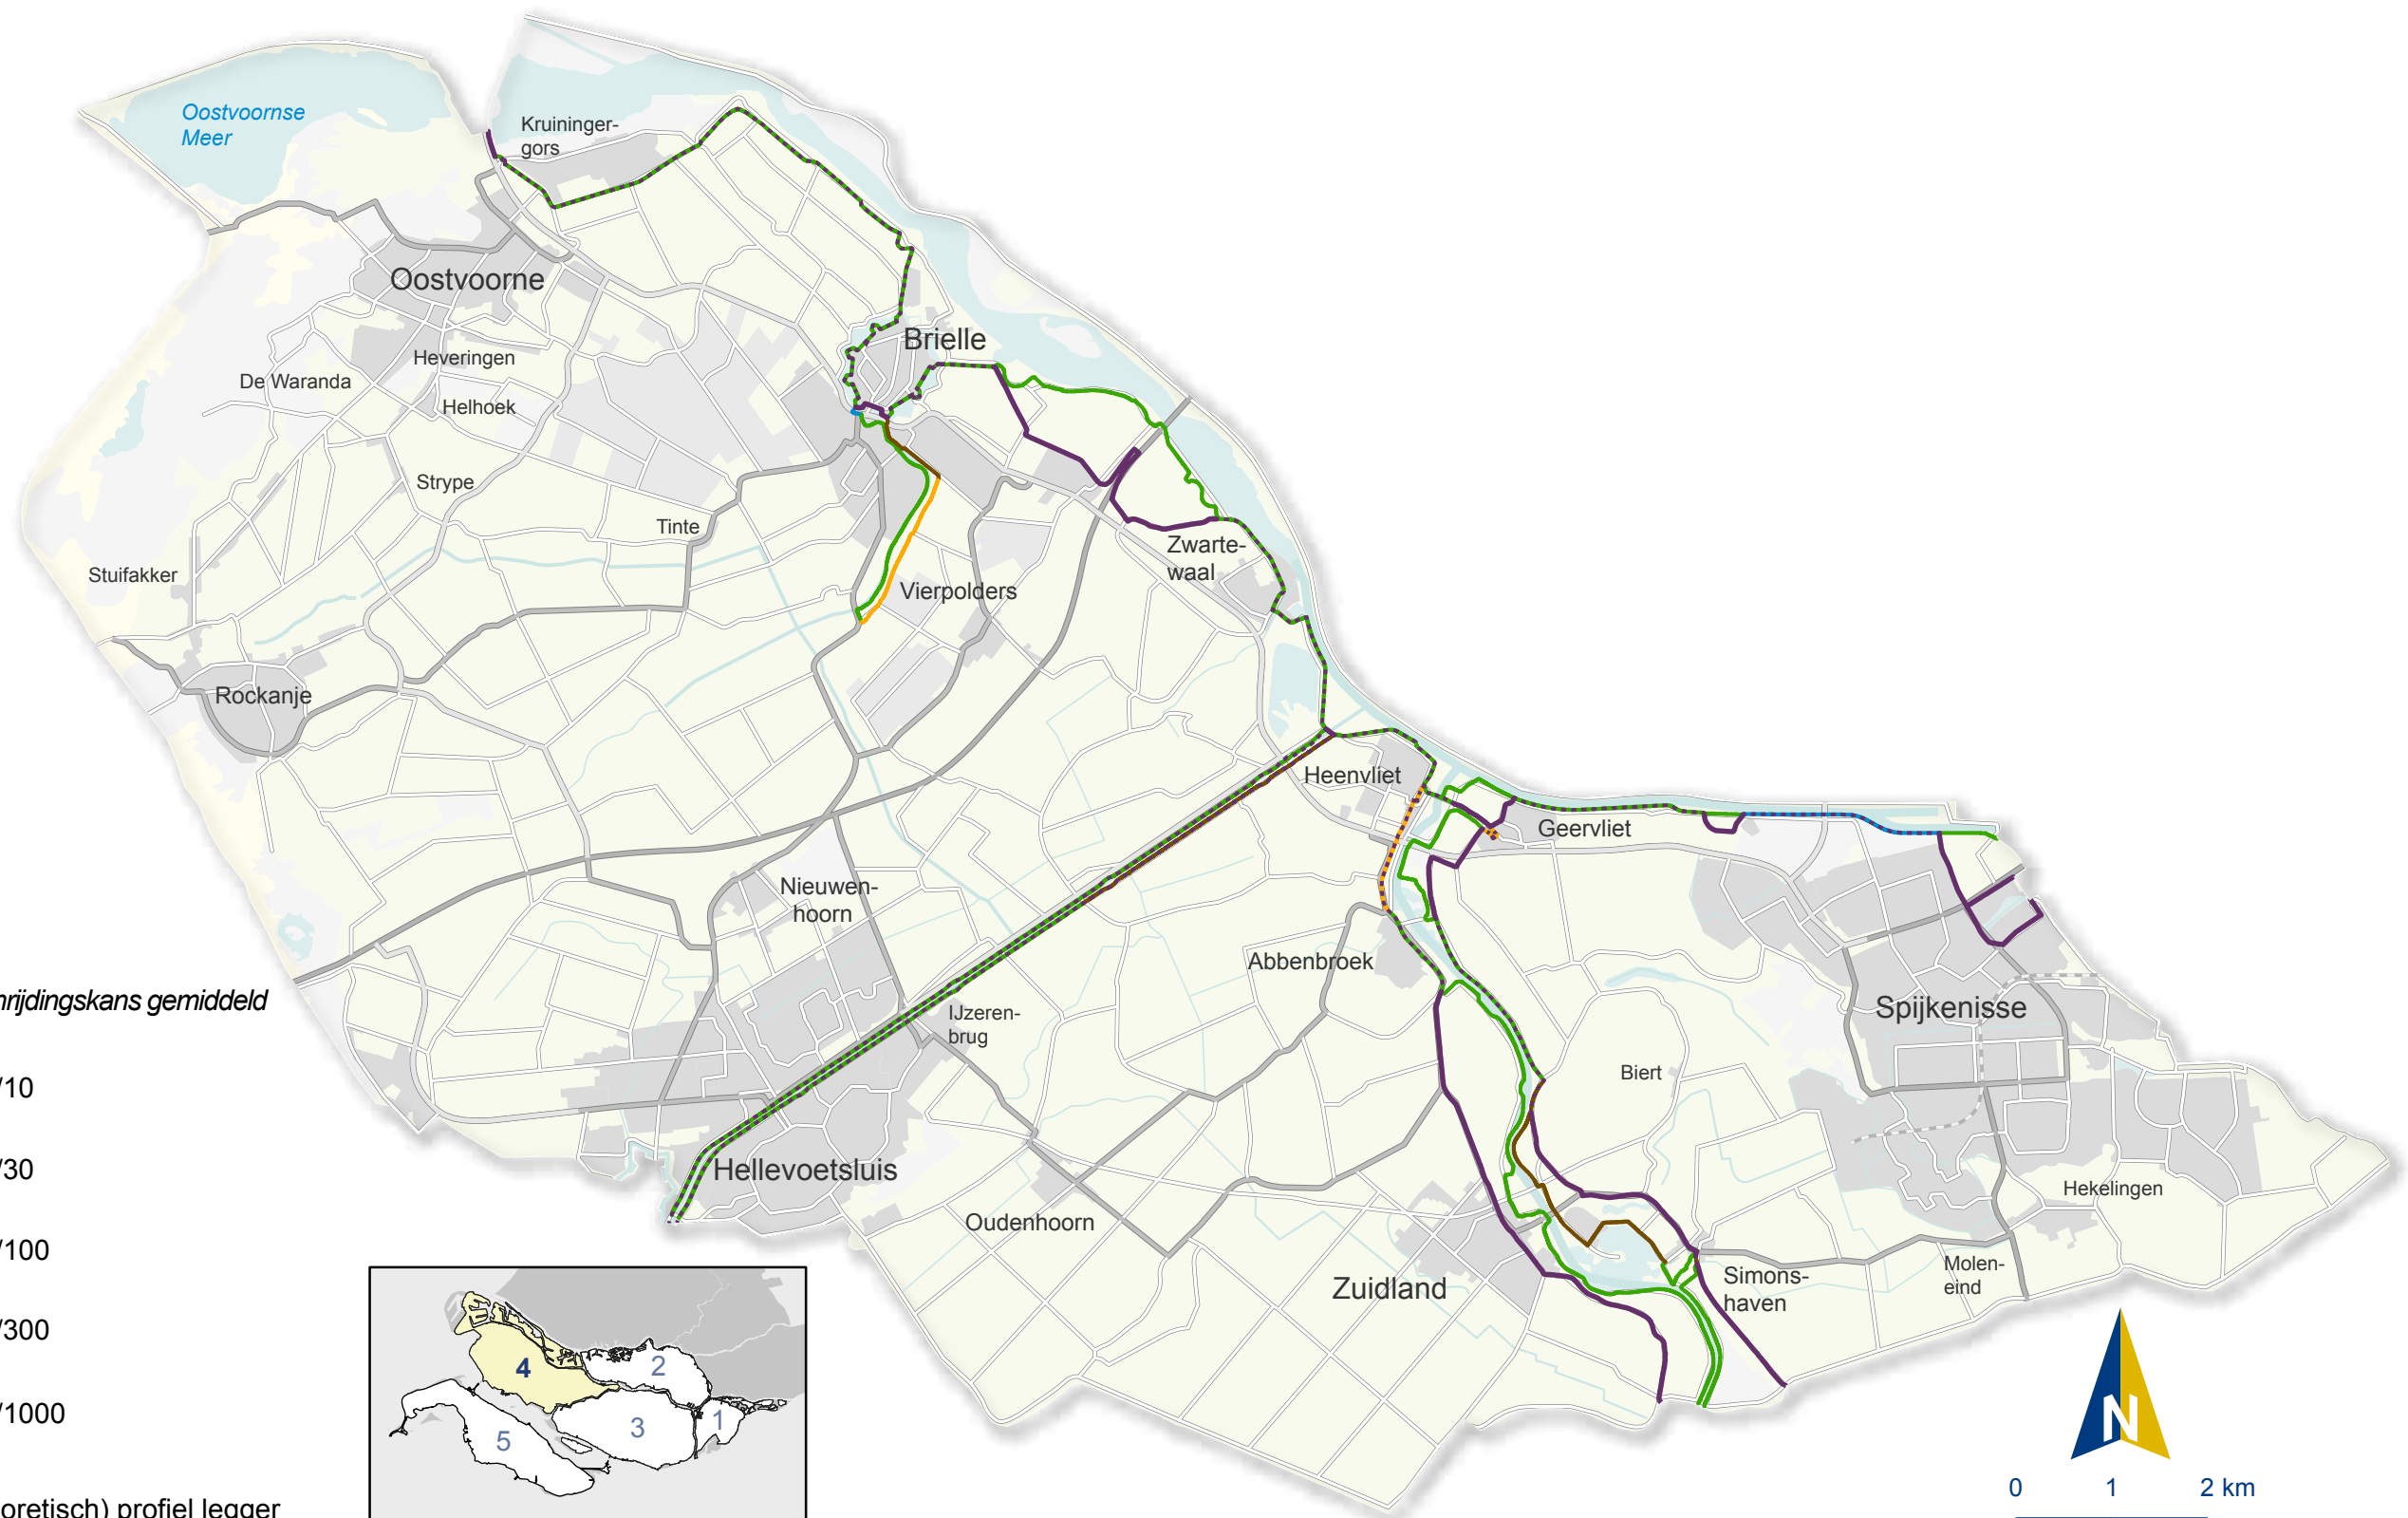 Oostvoornse
Meer
Kruininger-
gors
Oostvoorne
Brielle
Heveringen
De Waranda
Helhoek
Strype
Tinte
Zwarte-
waal
Stuifakker
Vierpolders
Rockanje
Heenvliet
Geervliet
Nieuwen-
hoorn
Abbenbroek
Spijkenisse
IJzeren-
brug
Biert
Hellevoetsluis
Hekelingen
Oudenhoorn
Zuidland
Simons-
haven
Molen-
eind
rijdingskans gemiddeld
/10
/30
/100
/300
/1000
oretisch) profiel legger
4
2
3
1
5
N
0 1 2 km